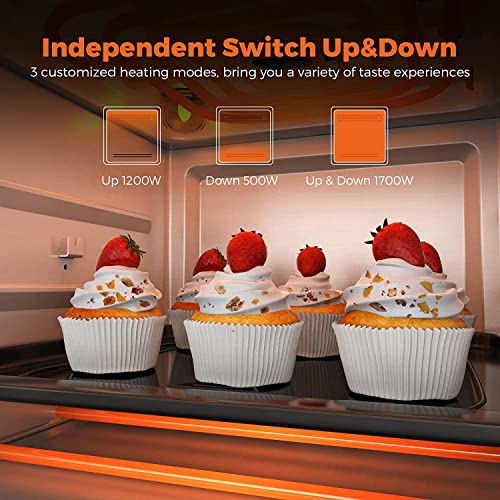 Independent Switch Up&Down
3 customized heating modes, bring you a variety of taste experiences
Up 1200W
Down 500W
Up & Down 1700W